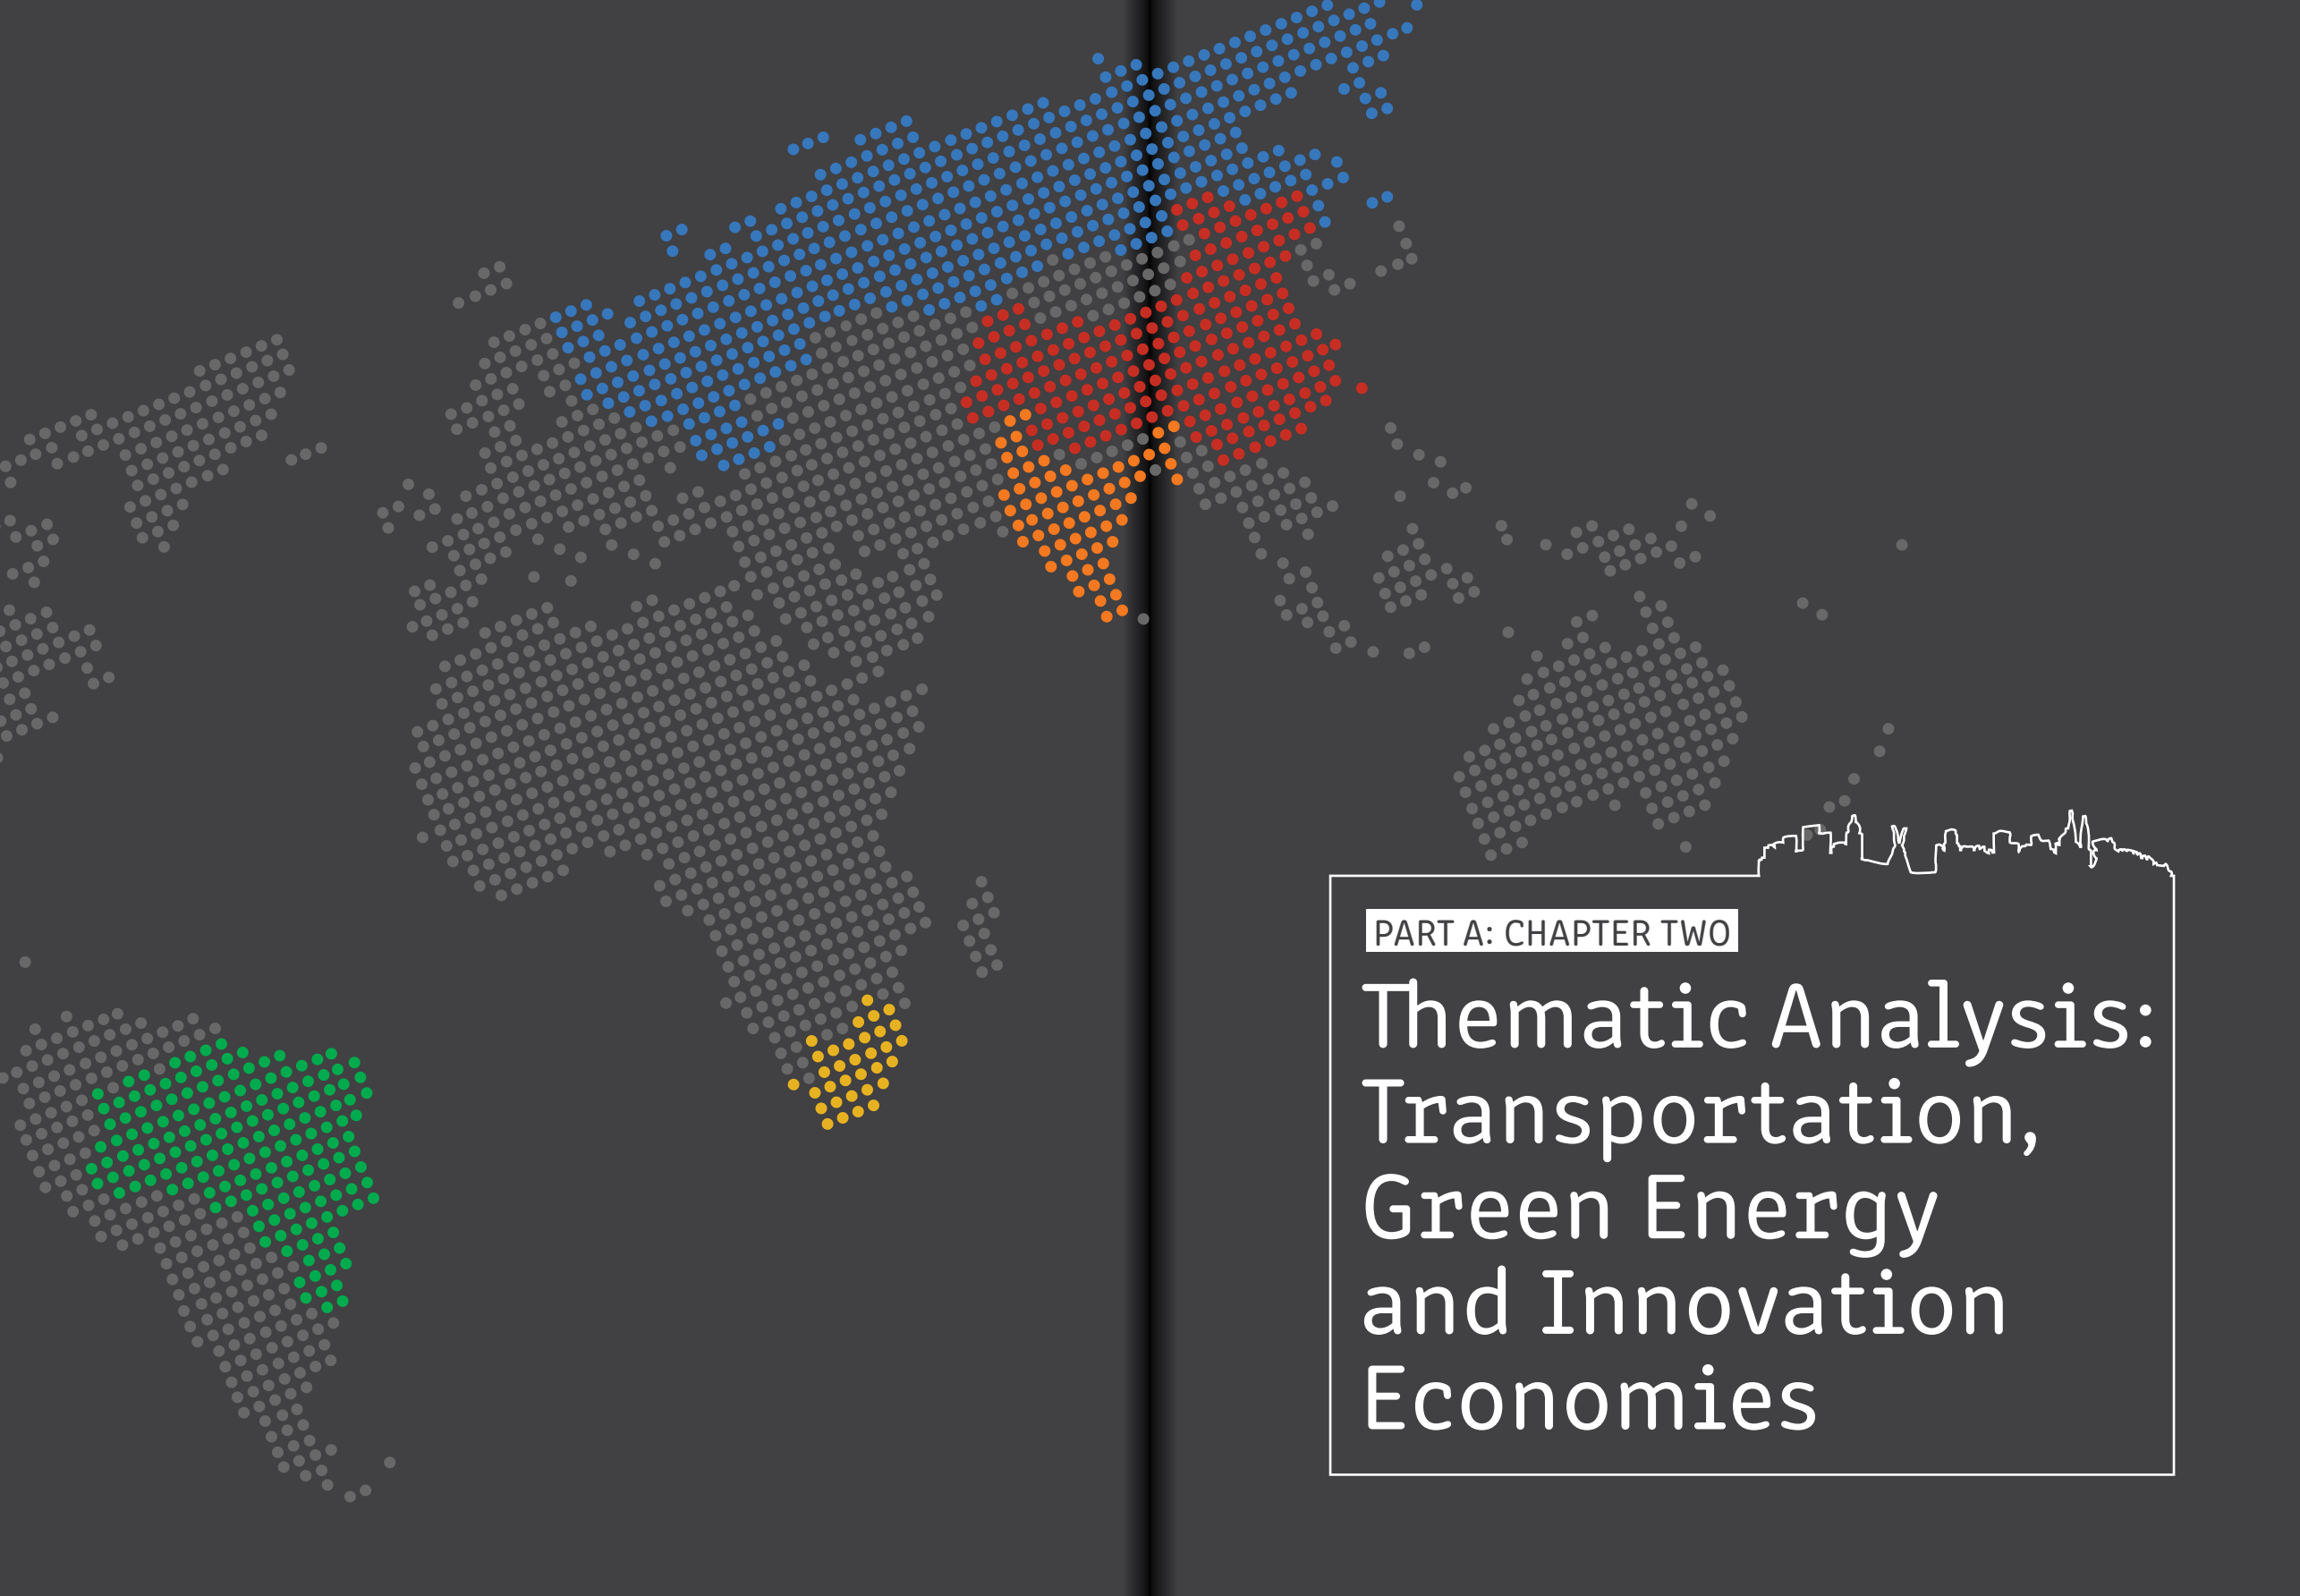 PART A: CHAPTER TWO
Thematic Analysis:
Transportation,
Green Energy
and Innovation
Economies